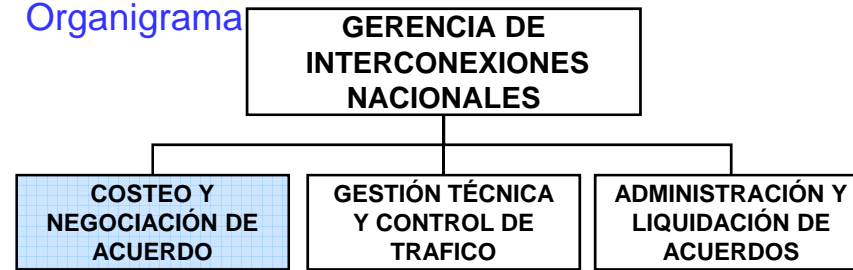 Organigrama
GERENCIA DE
INTERCONEXIONES
NACIONALES
COSTEO Y
NEGOCIACIÓN DE
ACUERDO
GESTIÓN TÉCNICA
Y CONTROL DE
TRAFICO
ADMINISTRACIÓN Y
LIQUIDACIÓN DE
ACUERDOS